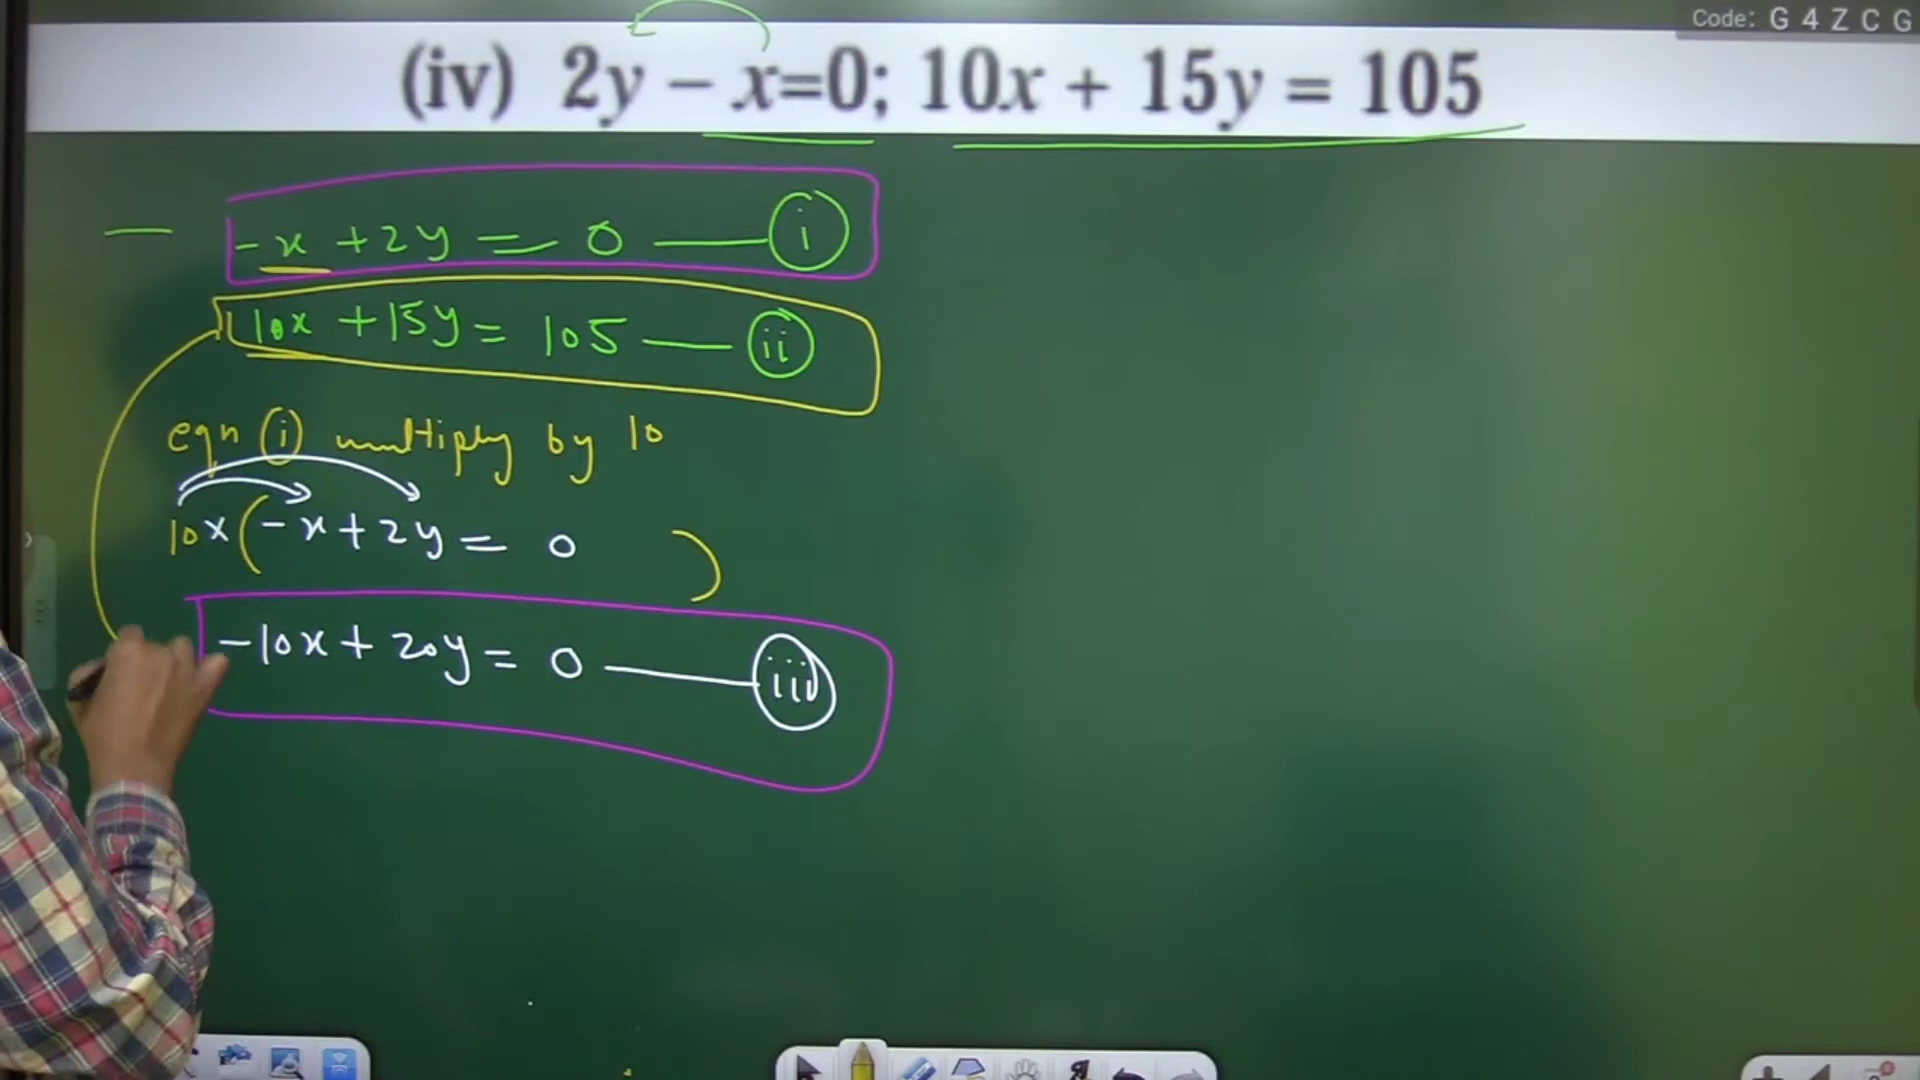 Code: G 4 Z C G
(iv) 2y − x=0; 10x + 15y = 105
-x + 2y = 0 — i
10x + 15y = 105 — ii
eqn (i) multiply by 10
10x(-x + 2y = 0 )
-10x + 20y = 0 — iii